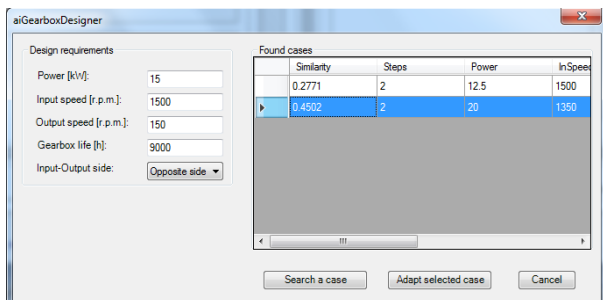 aiGearboxDesigner
Design requirements
Power [kW]: 15
Input speed [r.p.m.]: 1500
Output speed [r.p.m.]: 150
Gearbox life [h]: 9000
Input-Output side: Opposite side
Found cases
Similarity Steps Power InSpeed
0.2771 2 12.5 1500
0.4502 2 20 1350
Search a case Adapt selected case Cancel